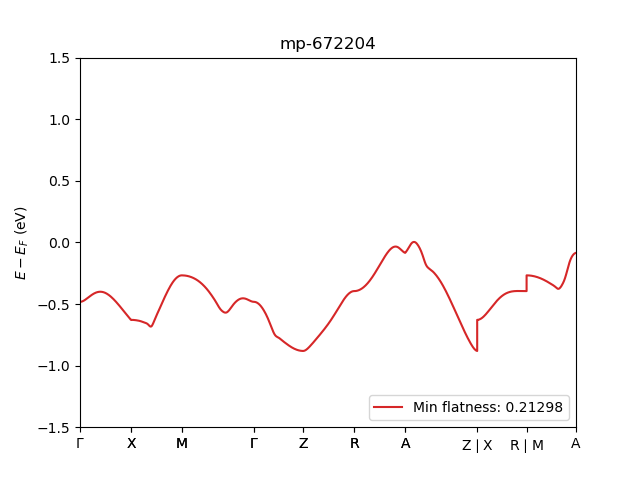 mp-672204
1.5
1.0
0.5
0.0
−0.5
−1.0
−1.5
E − E_F (eV)
Min flatness: 0.21298
Γ X M Γ Z R A Z | X R | M A